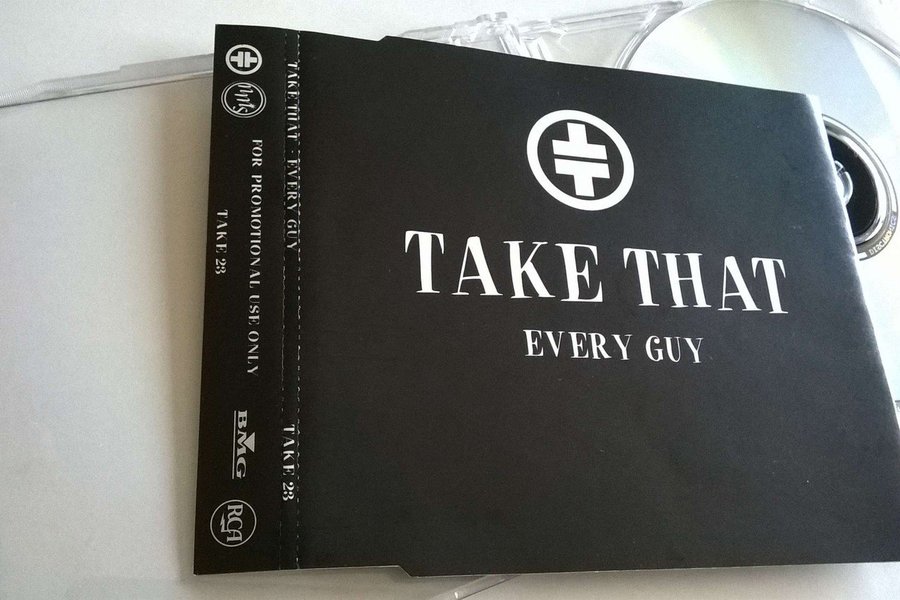 TAKE THAT
EVERY GUY
TAKE THAT · EVERY GUY
TAKE 23
FOR PROMOTIONAL USE ONLY
TAKE 23
BMG
RCA